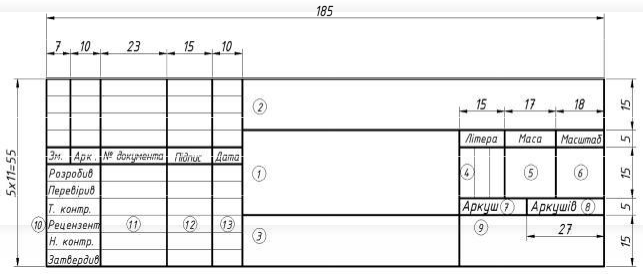 185
7 10 23 15 10
15 17 18
15
5
15
5
15
5x11=55
2
Літера Маса Масштаб
Зм. Арк. № документа Підпис Дата
1
4 5 6
Розробив
Перевірив
Т. контр.
Аркуш 7 Аркушів 8
10 Рецензент 11 12 13
3
9
27
Н. контр.
Затвердив